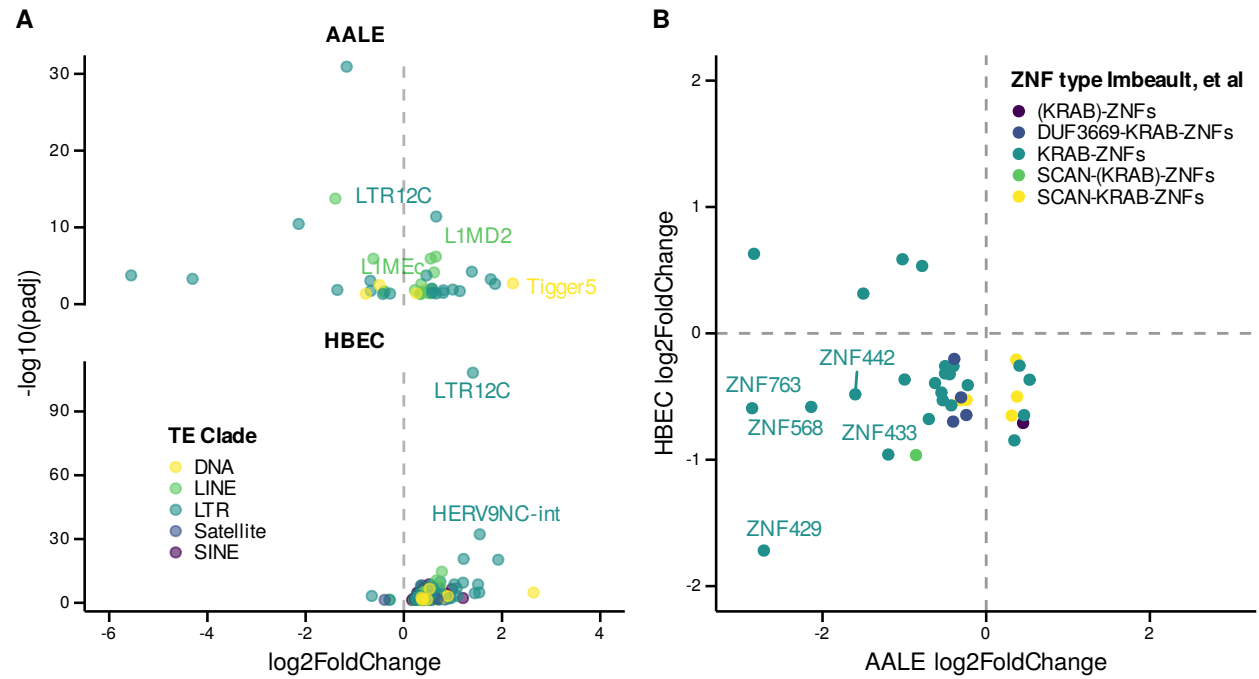 A
AALE
30
20
10
0
LTR12C
L1MD2
L1MEc
Tigger5
-log10(padj)
HBEC
90
60
30
0
LTR12C
HERV9NC-int
TE Clade
DNA
LINE
LTR
Satellite
SINE
-6
-4
-2
0
2
4
log2FoldChange
B
2
1
0
-1
-2
HBEC log2FoldChange
ZNF type Imbeault, et al
(KRAB)-ZNFs
DUF3669-KRAB-ZNFs
KRAB-ZNFs
SCAN-(KRAB)-ZNFs
SCAN-KRAB-ZNFs
ZNF442
ZNF763
ZNF568
ZNF433
ZNF429
-2
0
2
AALE log2FoldChange